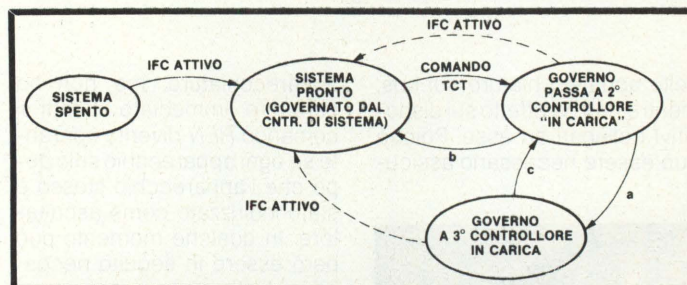 IFC ATTIVO
IFC ATTIVO
SISTEMA
SPENTO
SISTEMA
PRONTO
(GOVERNATO DAL
CNTR. DI SISTEMA)
COMANDO
TCT
GOVERNO
PASSA A 2°
CONTROLLORE
"IN CARICA"
b
c
a
IFC ATTIVO
GOVERNO
A 3° CONTROLLORE
IN CARICA